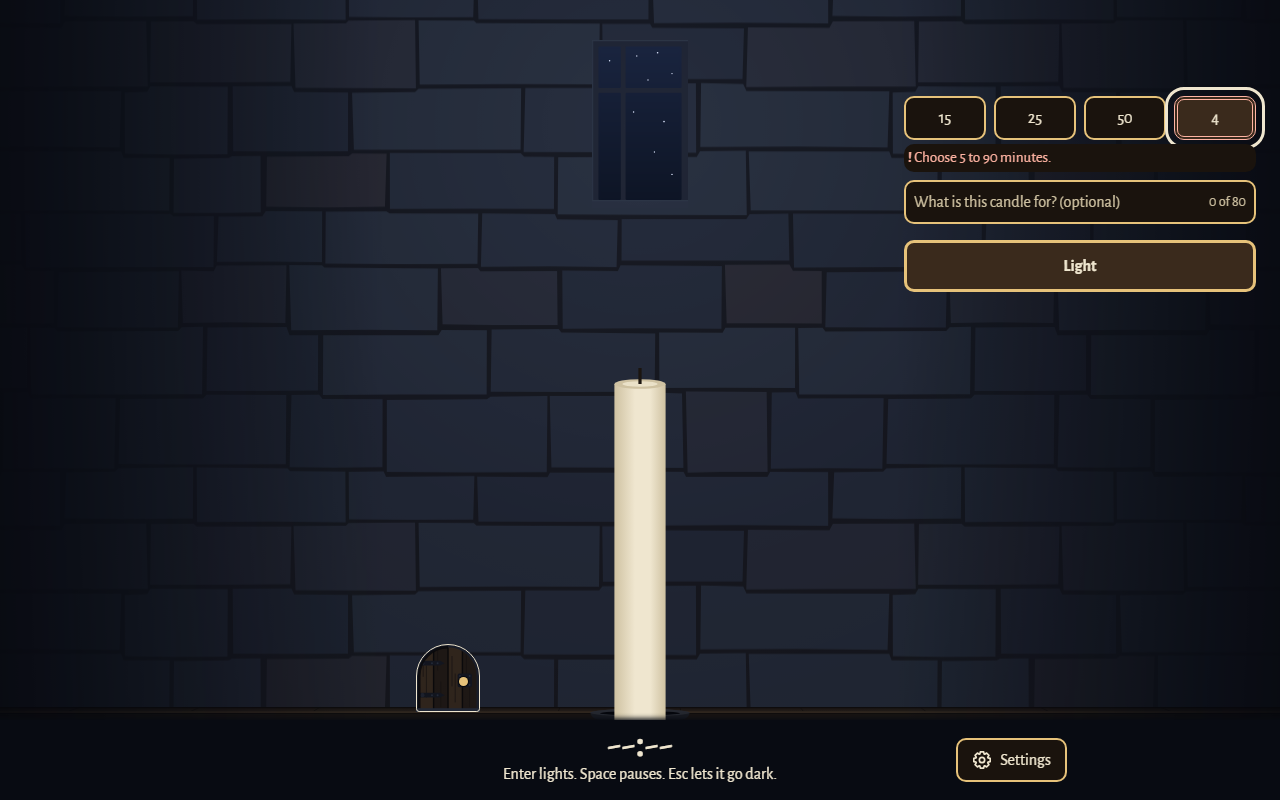 15 25 50 4
! Choose 5 to 90 minutes.
What is this candle for? (optional) 0 of 80
Light
--:--
Enter lights. Space pauses. Esc lets it go dark.
Settings